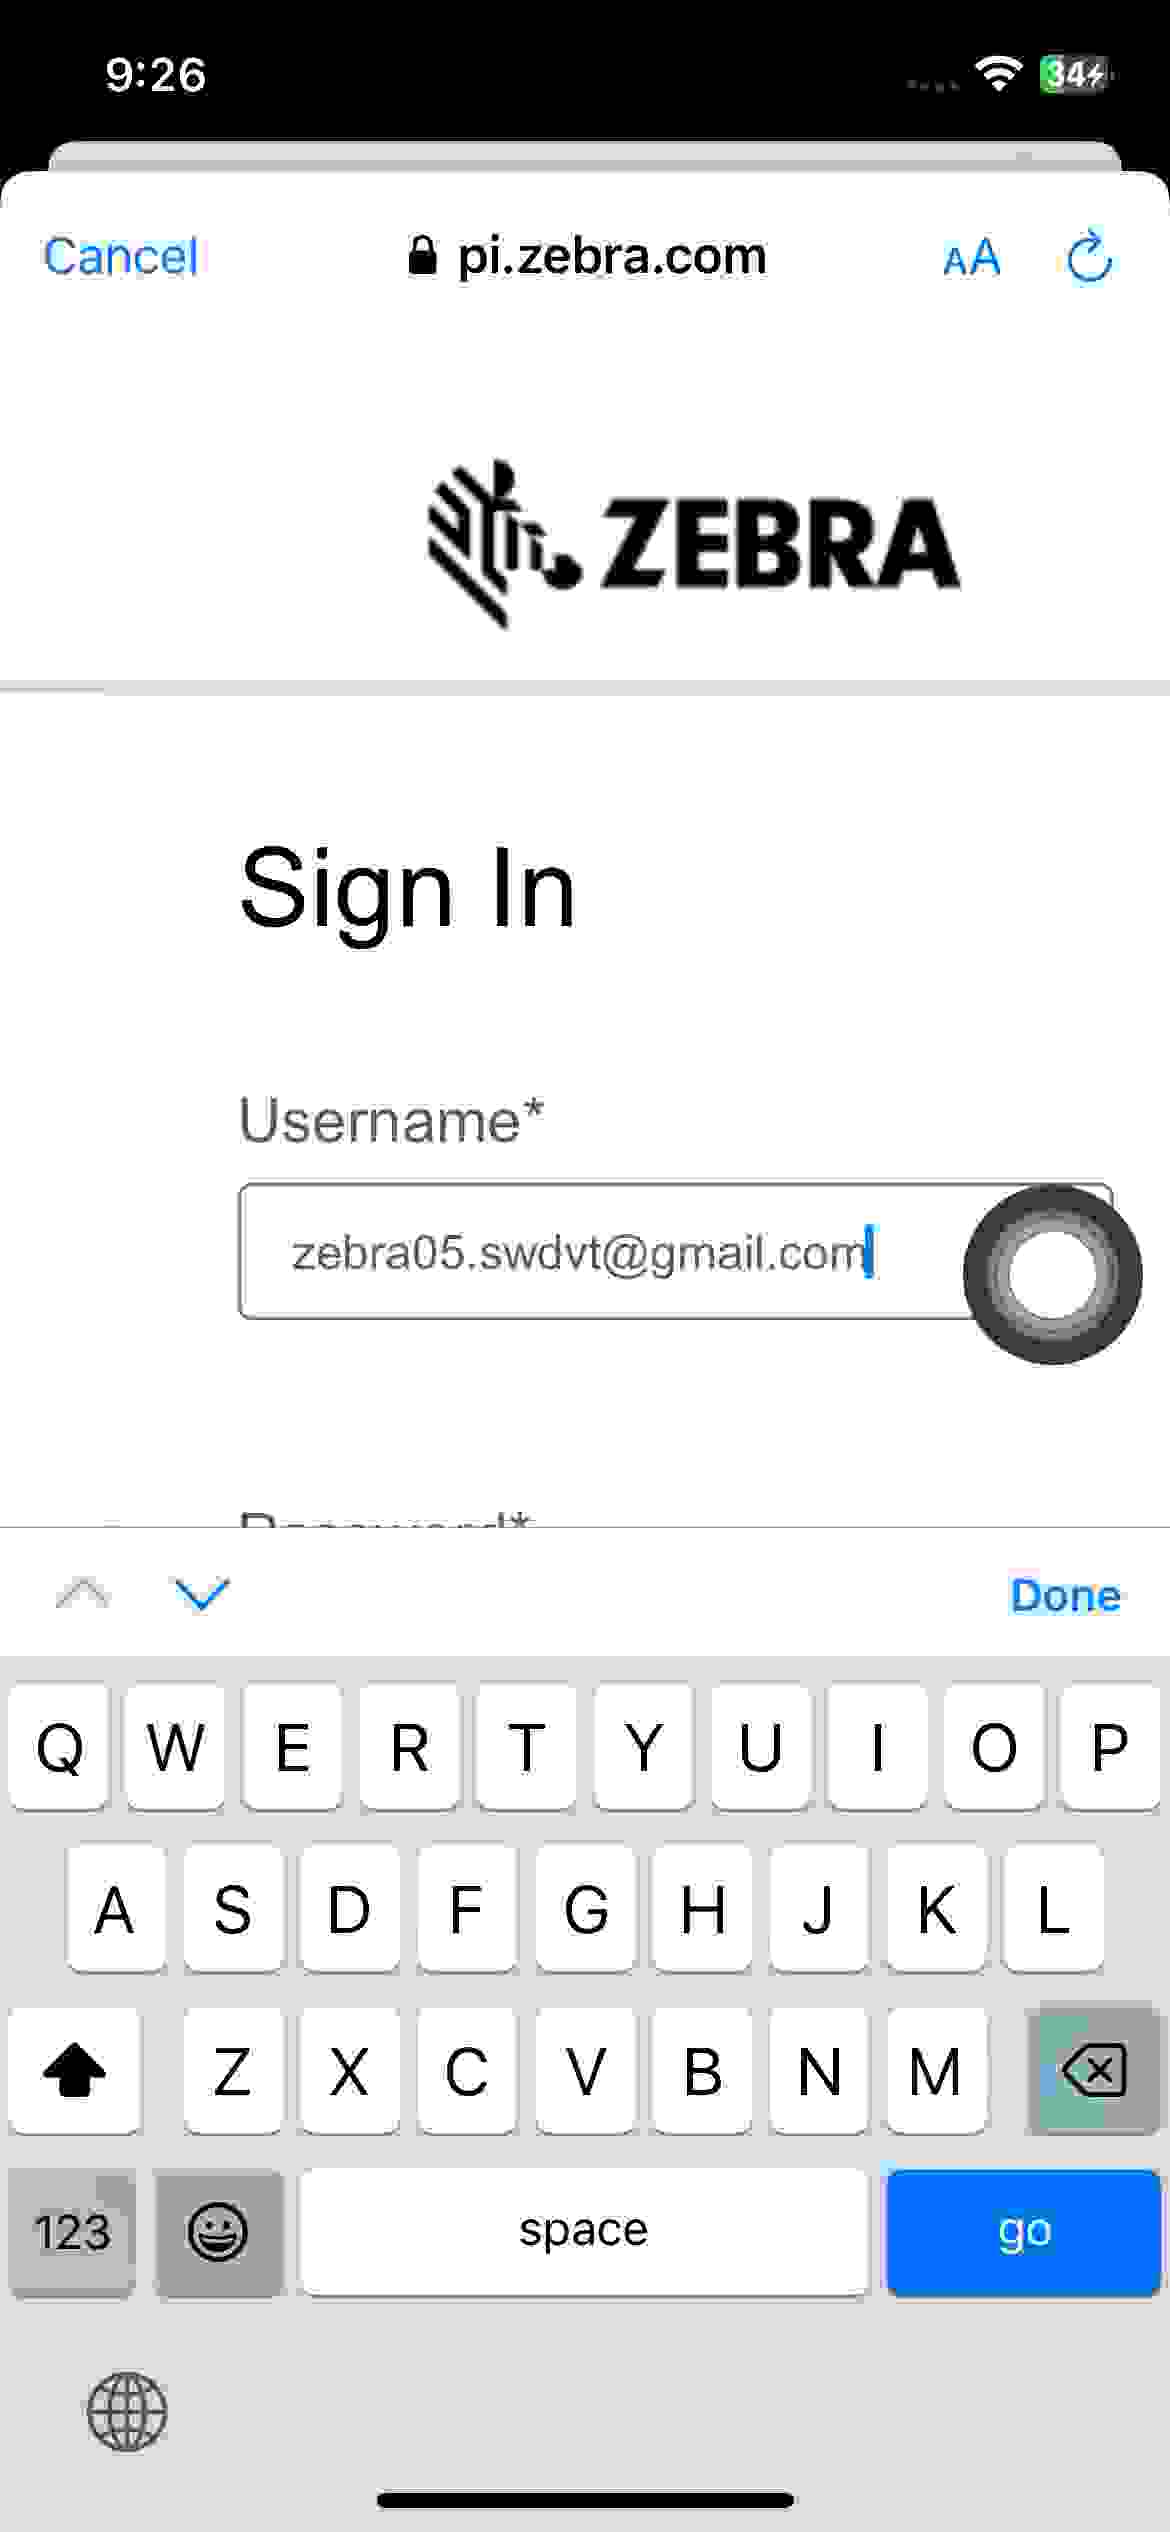 9:26
34
Cancel
pi.zebra.com
AA
ZEBRA
Sign In
Username*
zebra05.swdvt@gmail.com
Password*
Done
Q W E R T Y U I O P
A S D F G H J K L
Z X C V B N M
123
space
go